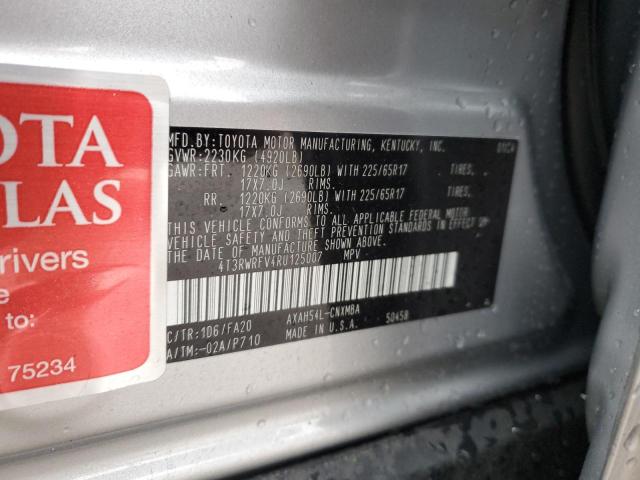 OTA
LAS
rivers
e
to:
75234
MFD.BY:TOYOTA MOTOR MANUFACTURING, KENTUCKY, INC.
GVWR:2230KG (4920LB)
GAWR:FRT. 1220KG (2690LB) WITH 225/65R17 TIRES,
17X7.0J RIMS.
RR. 1220KG (2690LB) WITH 225/65R17 TIRES,
17X7.0J RIMS.
THIS VEHICLE CONFORMS TO ALL APPLICABLE FEDERAL MOTOR
VEHICLE SAFETY AND THEFT PREVENTION STANDARDS IN EFFECT ON
THE DATE OF MANUFACTURE SHOWN ABOVE.
4T3RWRFV4RU125007 MPV
C/TR:1D6/FA20 AXAH54L-CNXMBA
A/TM:-02A/P710 MADE IN U.S.A. 50458